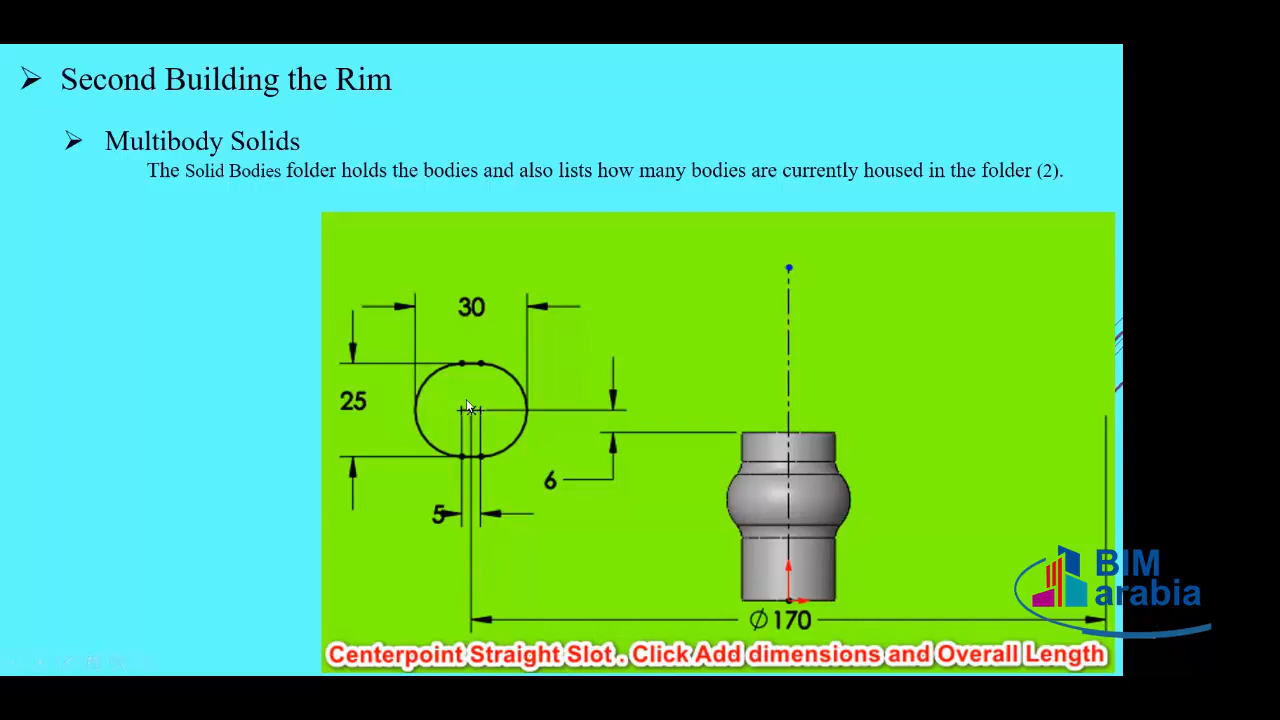 Second Building the Rim
Multibody Solids
The Solid Bodies folder holds the bodies and also lists how many bodies are currently housed in the folder (2).
30
25
6
5
Ø170
BIM
arabia
Centerpoint Straight Slot . Click Add dimensions and Overall Length